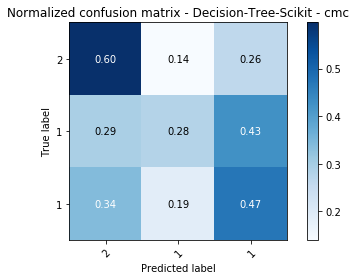 Normalized confusion matrix - Decision-Tree-Scikit - cmc
2 0.60 0.14 0.26
1 0.29 0.28 0.43
1 0.34 0.19 0.47
True label
2 1 1
Predicted label
0.5
0.4
0.3
0.2